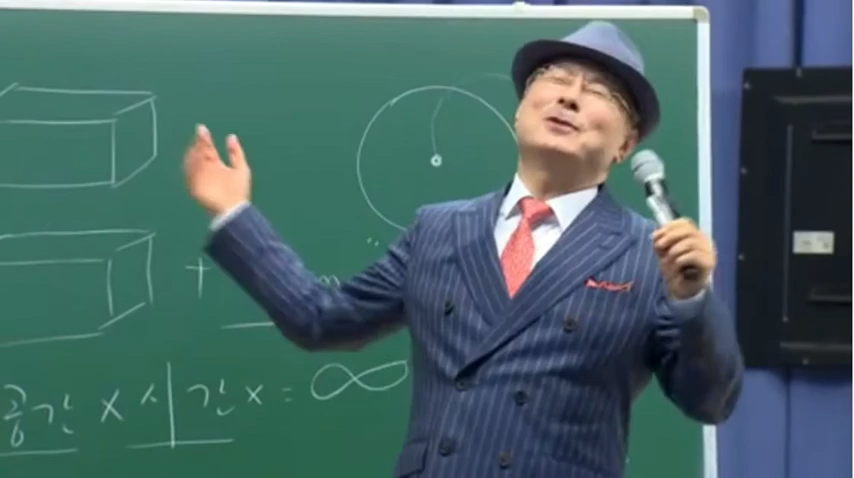 +
공간 X 시간 X = ∞